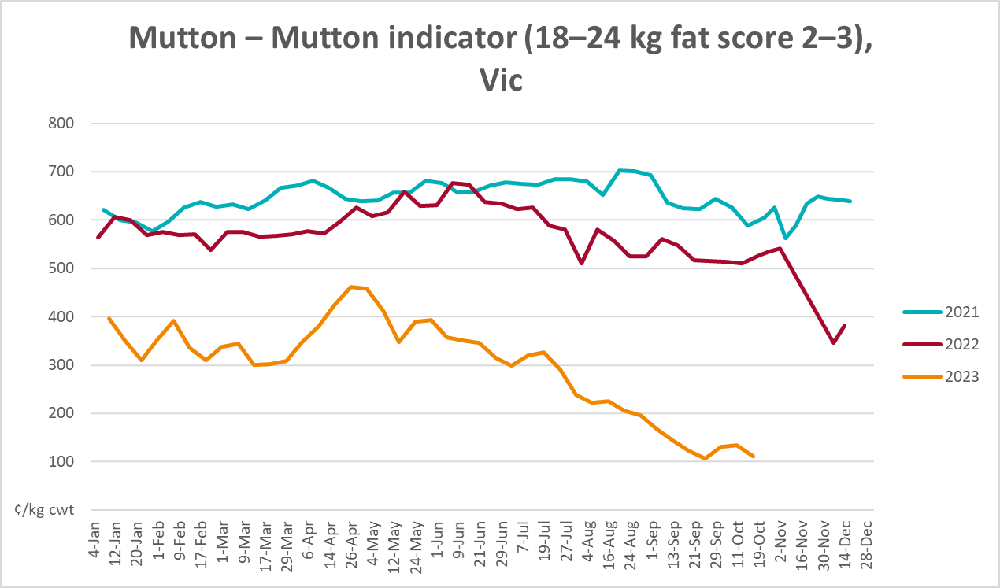 Mutton – Mutton indicator (18–24 kg fat score 2–3),
Vic
800
700
600
500
400
300
200
100
¢/kg cwt
4-Jan
12-Jan
20-Jan
1-Feb
9-Feb
17-Feb
1-Mar
9-Mar
17-Mar
29-Mar
6-Apr
14-Apr
26-Apr
4-May
12-May
24-May
1-Jun
9-Jun
21-Jun
29-Jun
7-Jul
19-Jul
27-Jul
4-Aug
16-Aug
24-Aug
1-Sep
13-Sep
21-Sep
29-Sep
11-Oct
19-Oct
2-Nov
16-Nov
30-Nov
14-Dec
28-Dec
2021
2022
2023